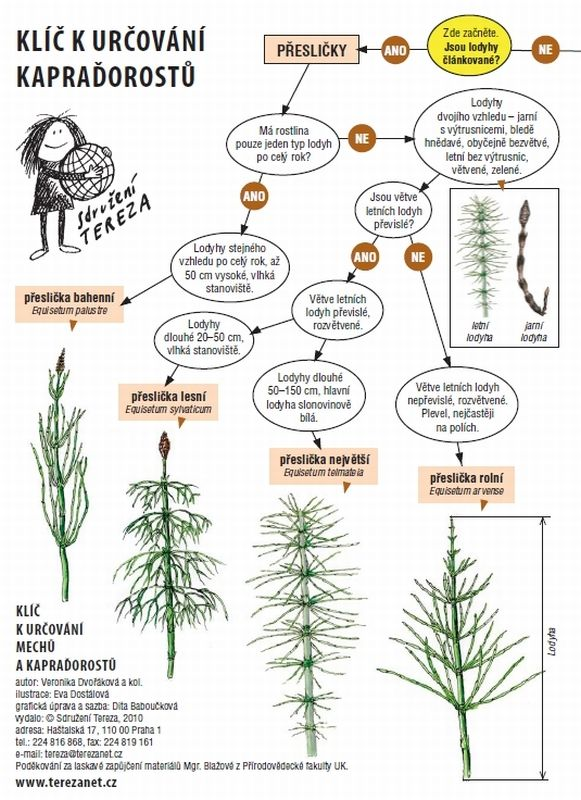 KLÍČ K URČOVÁNÍ
KAPRAĎOROSTŮ
PŘESLIČKY
ANO
Zde začněte.
Jsou lodyhy
článkované?
NE
Má rostlina
pouze jeden typ lodyh
po celý rok?
NE
Lodyhy
dvojího vzhledu – jarní
s výtrusnicemi, bledě
hnědavé, obyčejně bezvětvé,
letní bez výtrusnic,
větvené, zelené.
Sdružení
TEREZA
ANO
Jsou větve
letních lodyh
převislé?
letní
lodyha
jarní
lodyha
Lodyhy stejného
vzhledu po celý rok, až
50 cm vysoké, vlhká
stanoviště.
ANO
NE
přeslička bahenní
Equisetum palustre
Větve letních
lodyh převislé,
rozvětvené.
Lodyhy
dlouhé 20–50 cm,
vlhká stanoviště.
přeslička lesní
Equisetum sylvaticum
Lodyhy dlouhé
50–150 cm, hlavní
lodyha slonovinově
bílá.
Větve letních lodyh
nepřevislé, rozvětvené.
Plevel, nejčastěji
na polích.
přeslička největší
Equisetum telmateia
přeslička rolní
Equisetum arvense
Lodyha
KLÍČ
K URČOVÁNÍ
MECHŮ
A KAPRAĎOROSTŮ
autor: Veronika Dvořáková a kol.
ilustrace: Eva Dostálová
grafická úprava a sazba: Dita Baboučková
vydalo: © Sdružení Tereza, 2010
adresa: Haštalská 17, 110 00 Praha 1
tel.: 224 816 868, fax: 224 819 161
e-mail: tereza@terezanet.cz
Poděkování za laskavé zapůjčení materiálů Mgr. Blažové z Přírodovědecké fakulty UK.
www.terezanet.cz